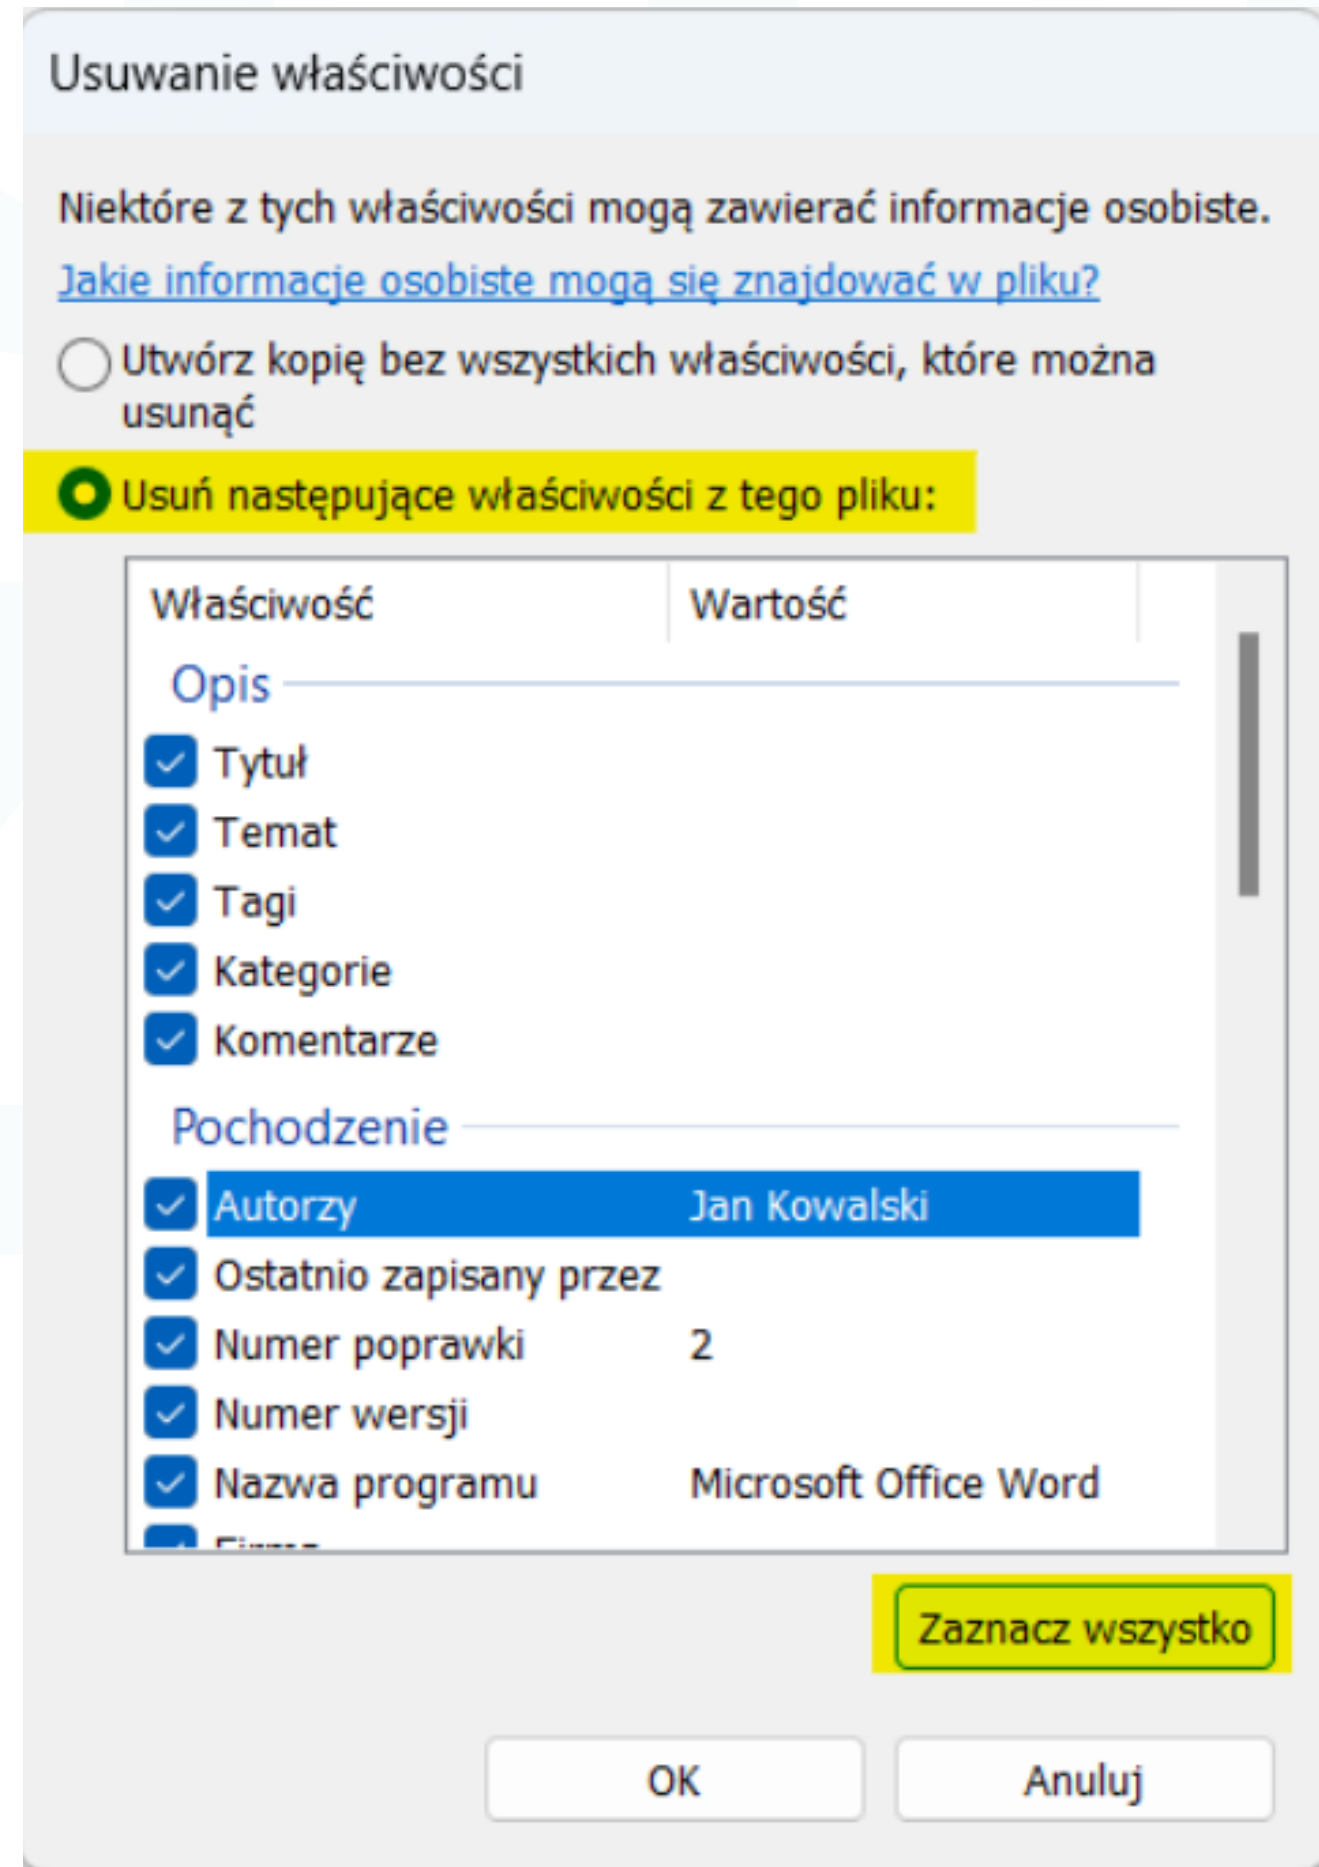 Usuwanie właściwości
Niektóre z tych właściwości mogą zawierać informacje osobiste.
Jakie informacje osobiste mogą się znajdować w pliku?
Utwórz kopię bez wszystkich właściwości, które można
usunąć
Usuń następujące właściwości z tego pliku:
Właściwość Wartość
Opis
Tytuł
Temat
Tagi
Kategorie
Komentarze
Pochodzenie
Autorzy Jan Kowalski
Ostatnio zapisany przez
Numer poprawki 2
Numer wersji
Nazwa programu Microsoft Office Word
Zaznacz wszystko
OK Anuluj